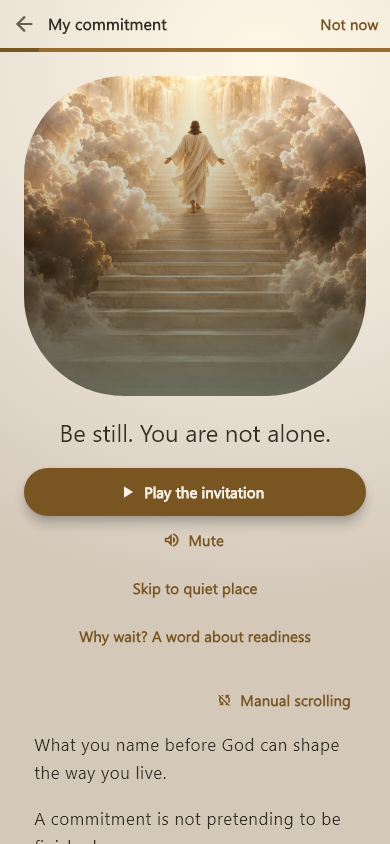 My commitment
Not now
Be still. You are not alone.
Play the invitation
Mute
Skip to quiet place
Why wait? A word about readiness
Manual scrolling
What you name before God can shape
the way you live.
A commitment is not pretending to be